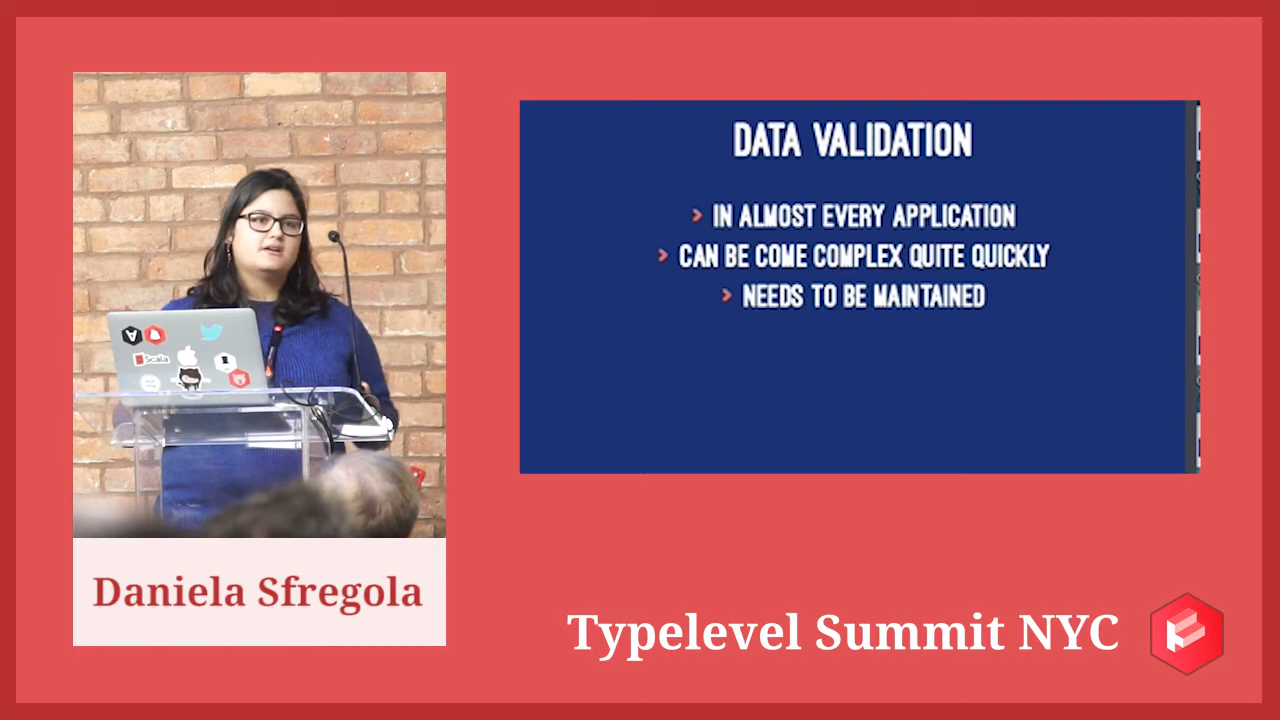 DATA VALIDATION
IN ALMOST EVERY APPLICATION
CAN BE COME COMPLEX QUITE QUICKLY
NEEDS TO BE MAINTAINED
Scala
Daniela Sfregola
Typelevel Summit NYC